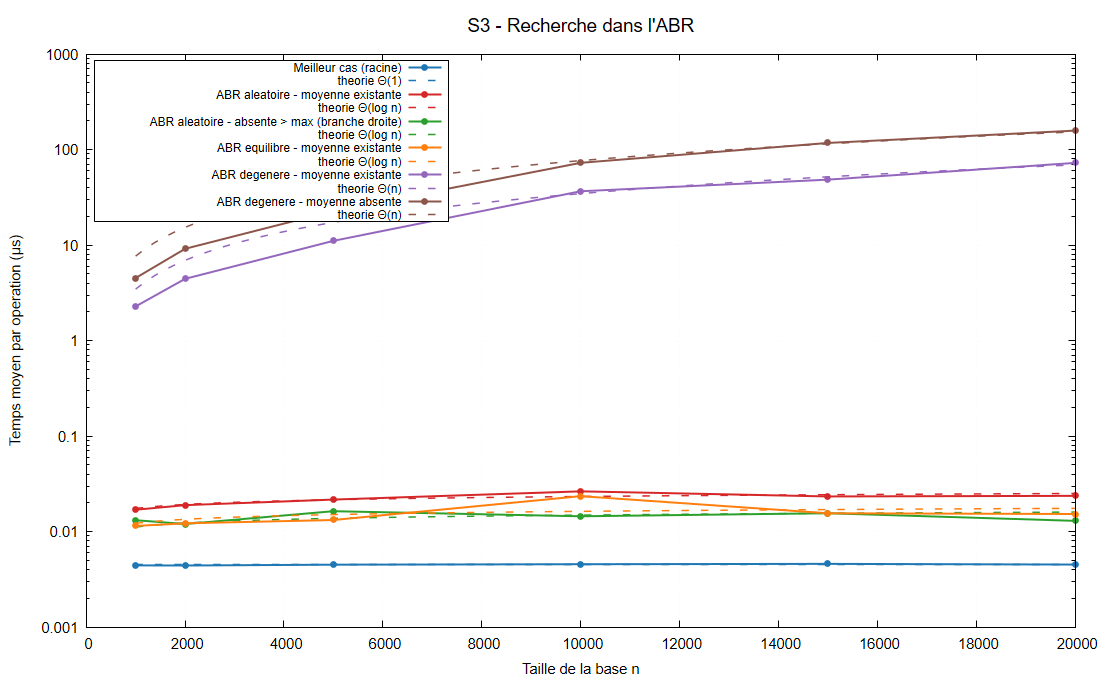 S3 - Recherche dans l'ABR
Meilleur cas (racine)
theorie Θ(1)
ABR aleatoire - moyenne existante
theorie Θ(log n)
ABR aleatoire - absente > max (branche droite)
theorie Θ(log n)
ABR equilibre - moyenne existante
theorie Θ(log n)
ABR degenere - moyenne existante
theorie Θ(n)
ABR degenere - moyenne absente
theorie Θ(n)
Temps moyen par operation (µs)
1000
100
10
1
0.1
0.01
0.001
0 2000 4000 6000 8000 10000 12000 14000 16000 18000 20000
Taille de la base n